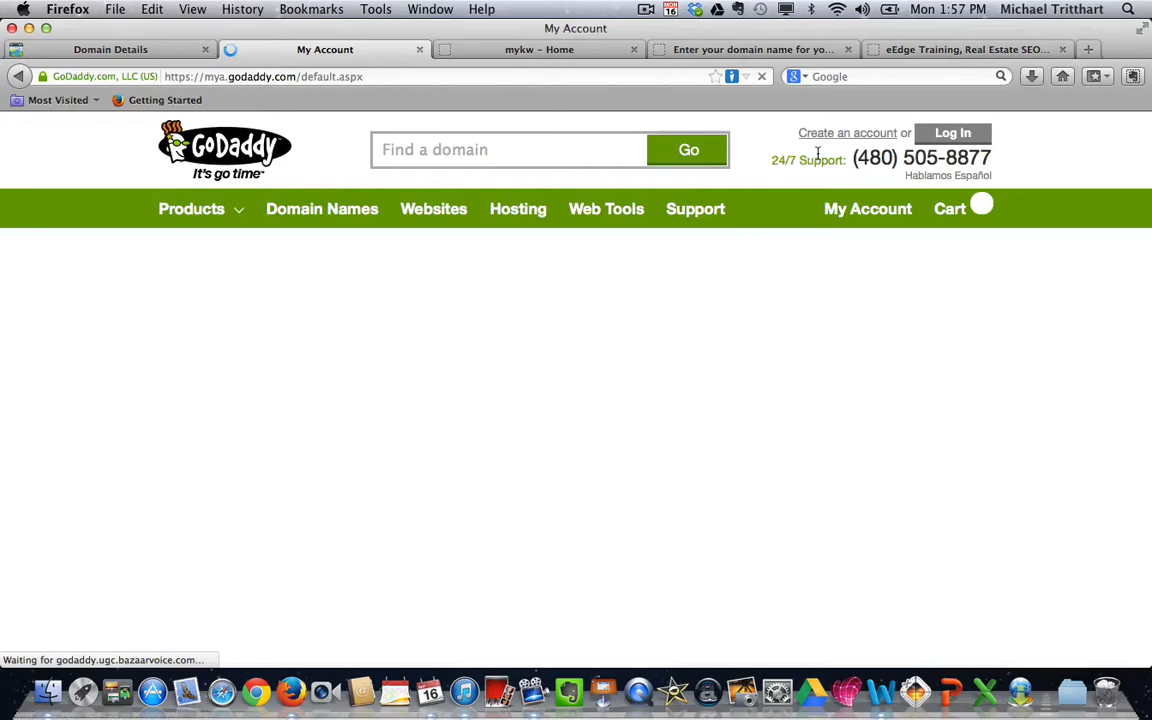 Firefox File Edit View History Bookmarks Tools Window Help Mon 1:57 PM Michael Tritthart
My Account
Domain Details My Account mykw - Home Enter your domain name for yo... eEdge Training, Real Estate SEO...
GoDaddy.com, LLC (US) https://mya.godaddy.com/default.aspx Google
Most Visited Getting Started
GoDaddy
It's go time™
Find a domain Go
Create an account or Log In
24/7 Support: (480) 505-8877
Hablamos Español
Products Domain Names Websites Hosting Web Tools Support My Account Cart
Waiting for godaddy.ugc.bazaarvoice.com...